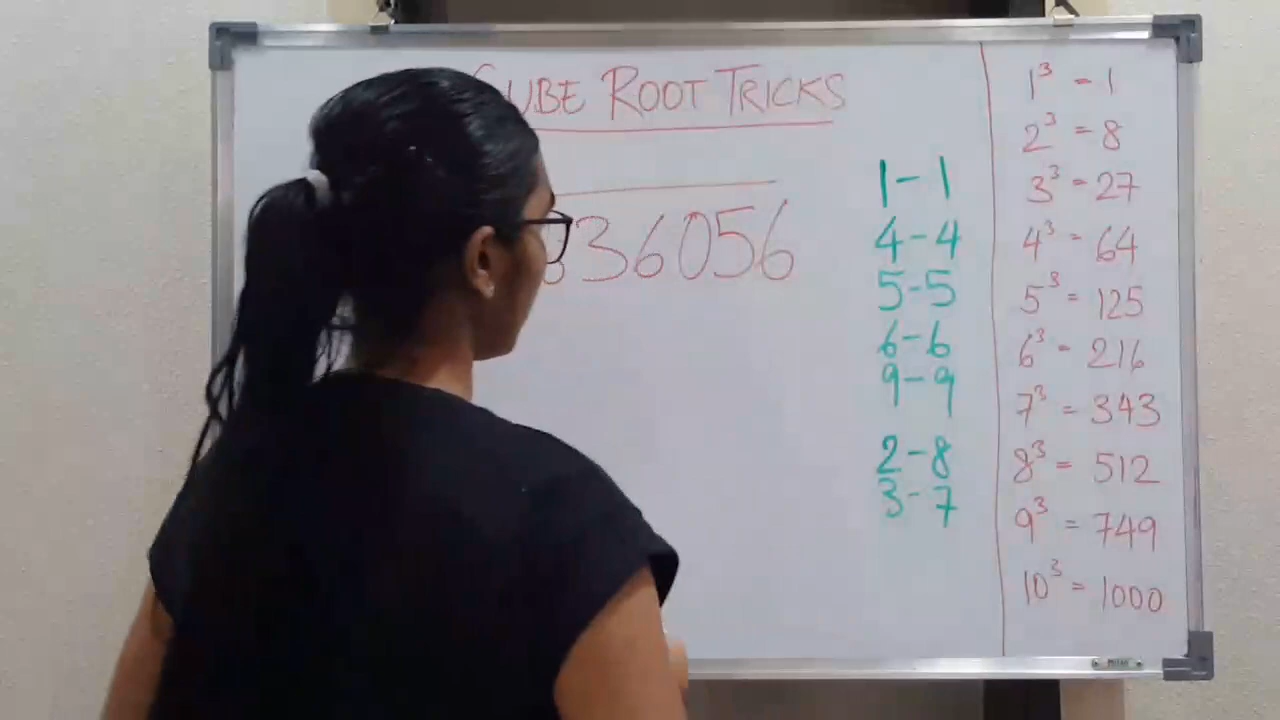 CUBE ROOT TRICKS
336056
1 - 1
4 - 4
5 - 5
6 - 6
9 - 9
2 - 8
3 - 7
1³ = 1
2³ = 8
3³ = 27
4³ = 64
5³ = 125
6³ = 216
7³ = 343
8³ = 512
9³ = 749
10³ = 1000